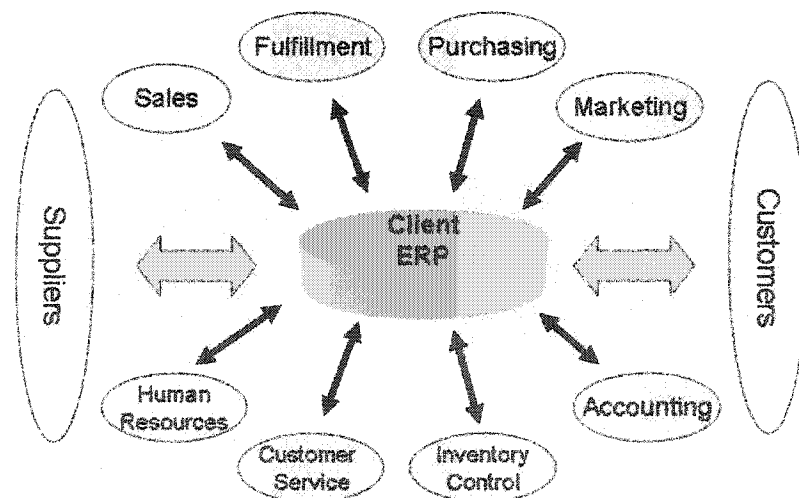 Fulfillment
Purchasing
Sales
Marketing
Suppliers
Client
ERP
Customers
Human
Resources
Accounting
Customer
Service
Inventory
Control